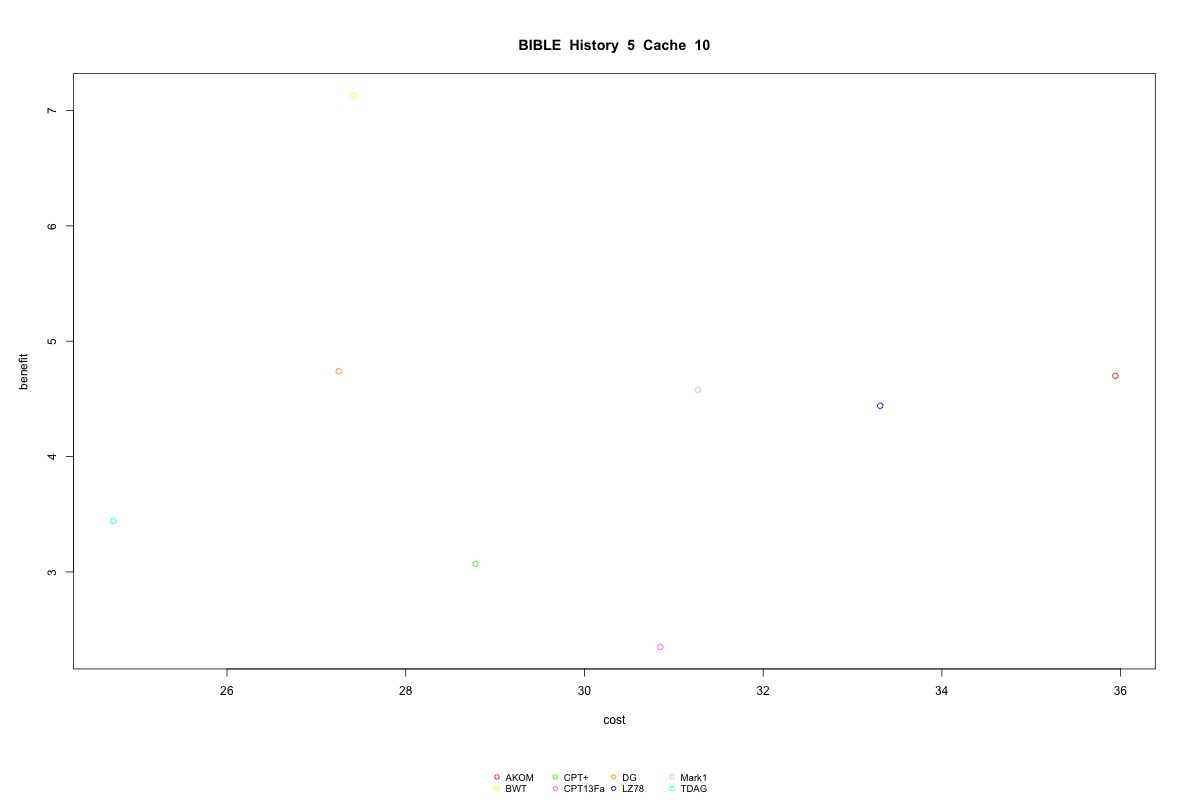 BIBLE History 5 Cache 10
7
6
5
4
3
benefit
26 28 30 32 34 36
cost
AKOM CPT+ DG Mark1
BWT CPT13Fa LZ78 TDAG